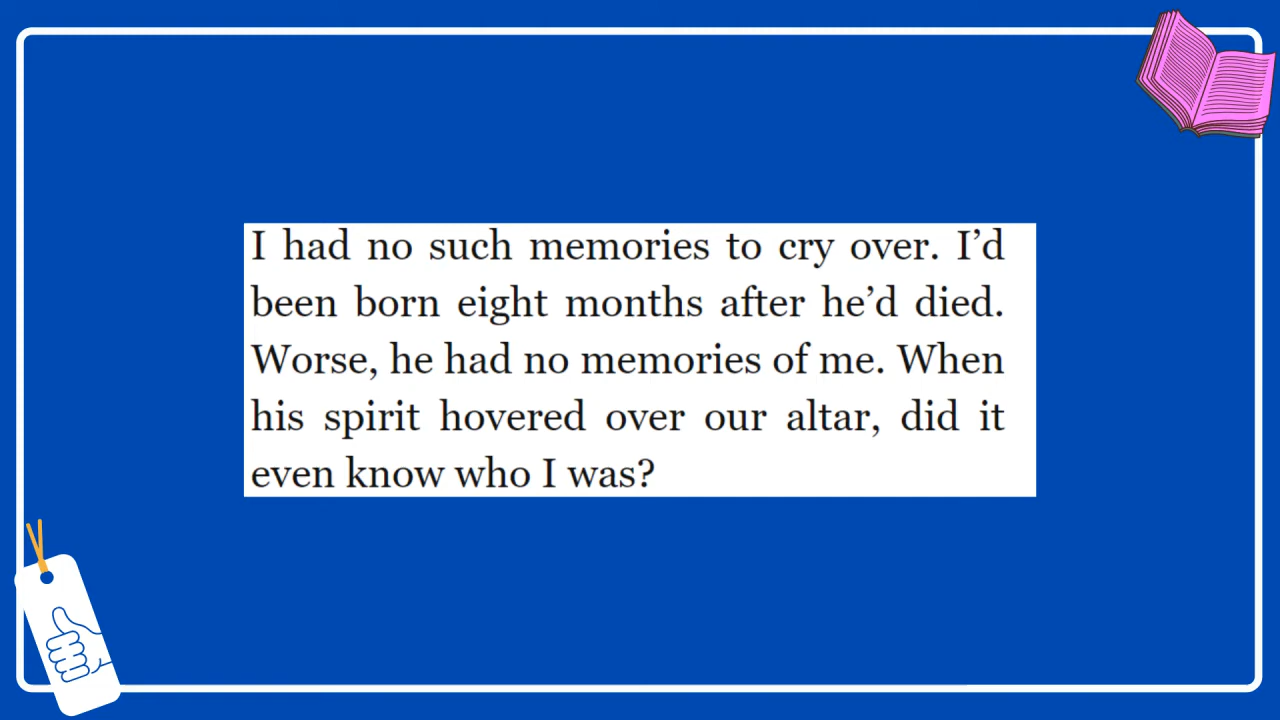 I had no such memories to cry over. I’d
been born eight months after he’d died.
Worse, he had no memories of me. When
his spirit hovered over our altar, did it
even know who I was?